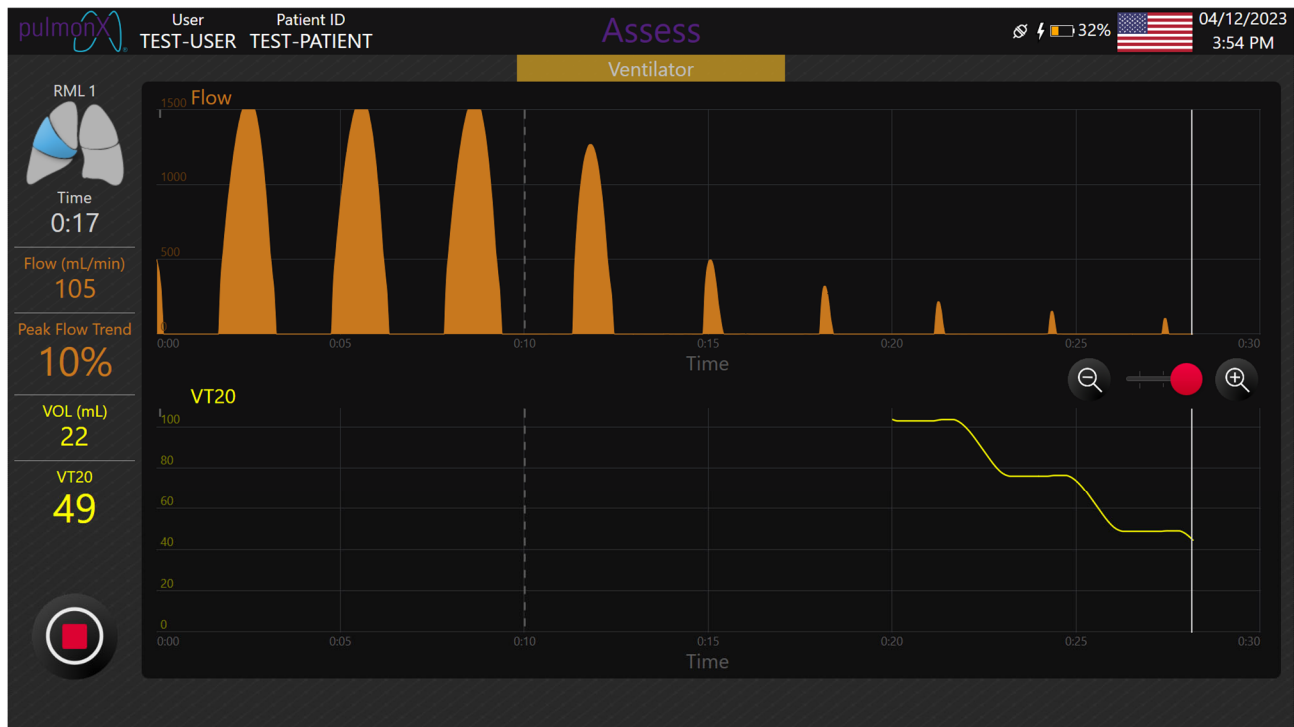 pulmonX®
User
TEST-USER
Patient ID
TEST-PATIENT
Assess
32%
04/12/2023
3:54 PM
Ventilator
RML 1
Time
0:17
Flow (mL/min)
105
Peak Flow Trend
10%
VOL (mL)
22
VT20
49
Flow
1500
1000
500
0
0:00 0:05 0:10 0:15 0:20 0:25 0:30
Time
VT20
100
80
60
40
20
0
0:00 0:05 0:10 0:15 0:20 0:25 0:30
Time